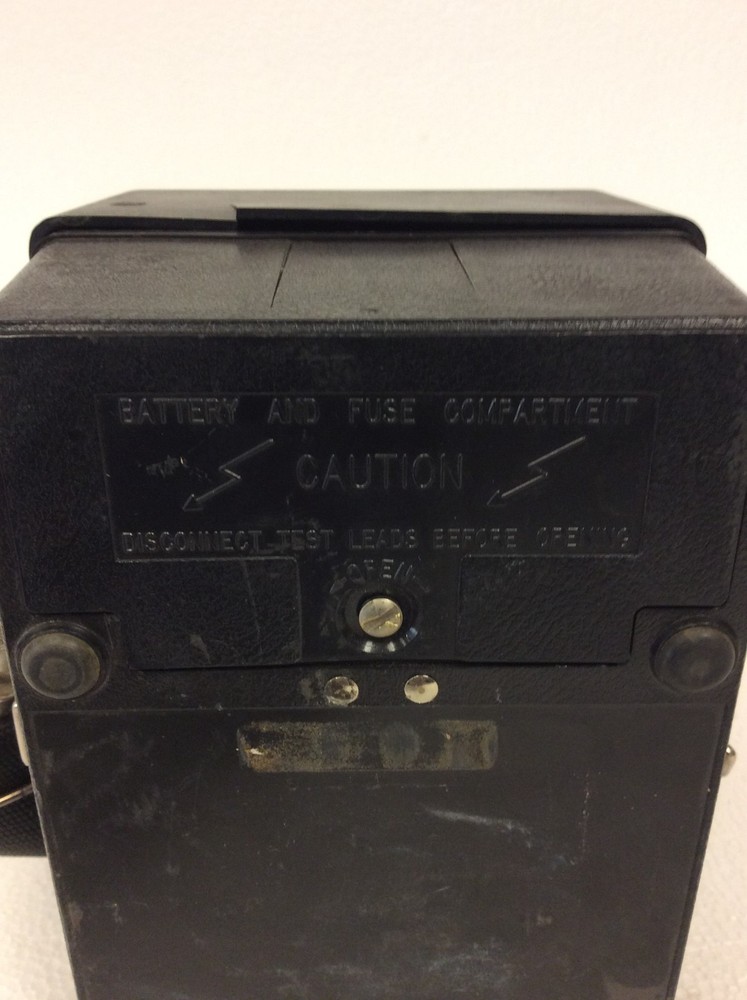 BATTERY AND FUSE COMPARTMENT
CAUTION
DISCONNECT TEST LEADS BEFORE OPENING
OPEN